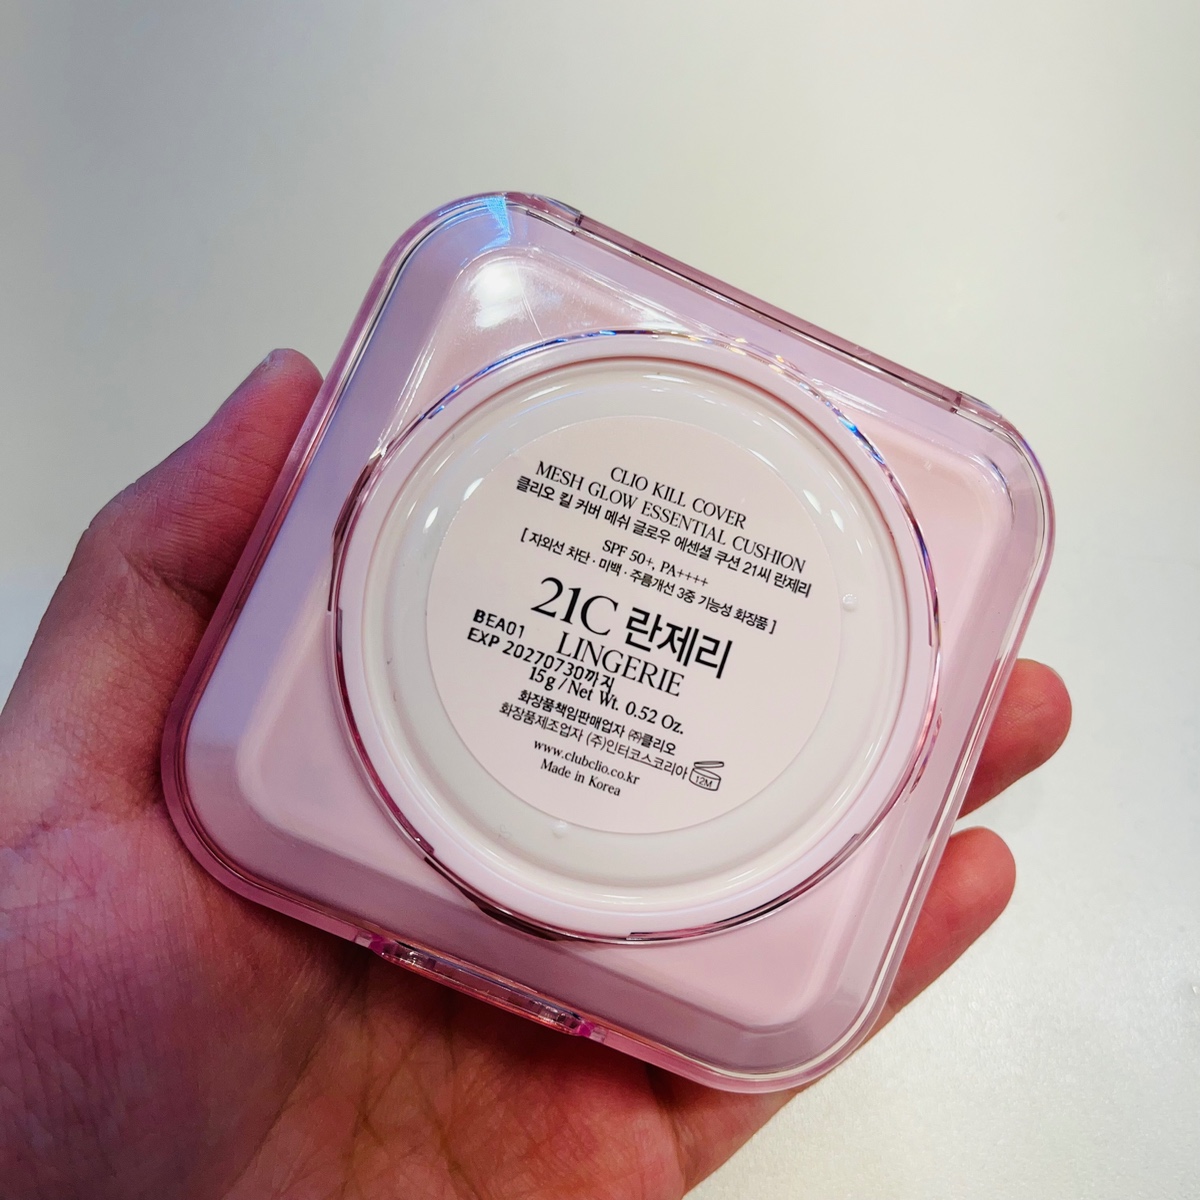 CLIO KILL COVER
MESH GLOW ESSENTIAL CUSHION
클리오 킬 커버 메쉬 글로우 에센셜 쿠션 21씨 란제리
SPF 50+, PA++++
[ 자외선 차단 · 미백 · 주름개선 3중 기능성 화장품 ]
21C 란제리
LINGERIE
BEA01
EXP 20270730까지
15g / Net Wt. 0.52 Oz.
화장품책임판매업자 ㈜클리오
화장품제조업자 (주)인터코스코리아
12M
www.clubclio.co.kr
Made in Korea